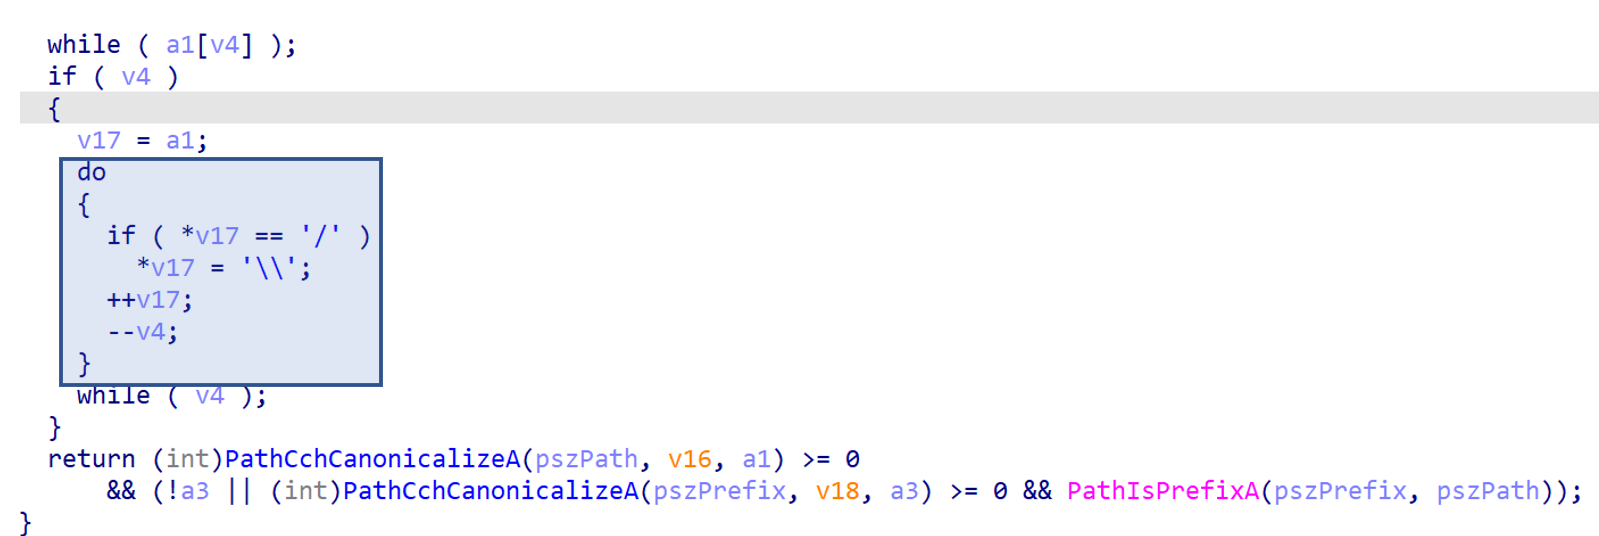 while ( a1[v4] );
if ( v4 )
{
v17 = a1;
do
{
if ( *v17 == '/' )
*v17 = '\\';
++v17;
--v4;
}
while ( v4 );
}
return (int)PathCchCanonicalizeA(pszPath, v16, a1) >= 0
&& (!a3 || (int)PathCchCanonicalizeA(pszPrefix, v18, a3) >= 0 && PathIsPrefixA(pszPrefix, pszPath));
}